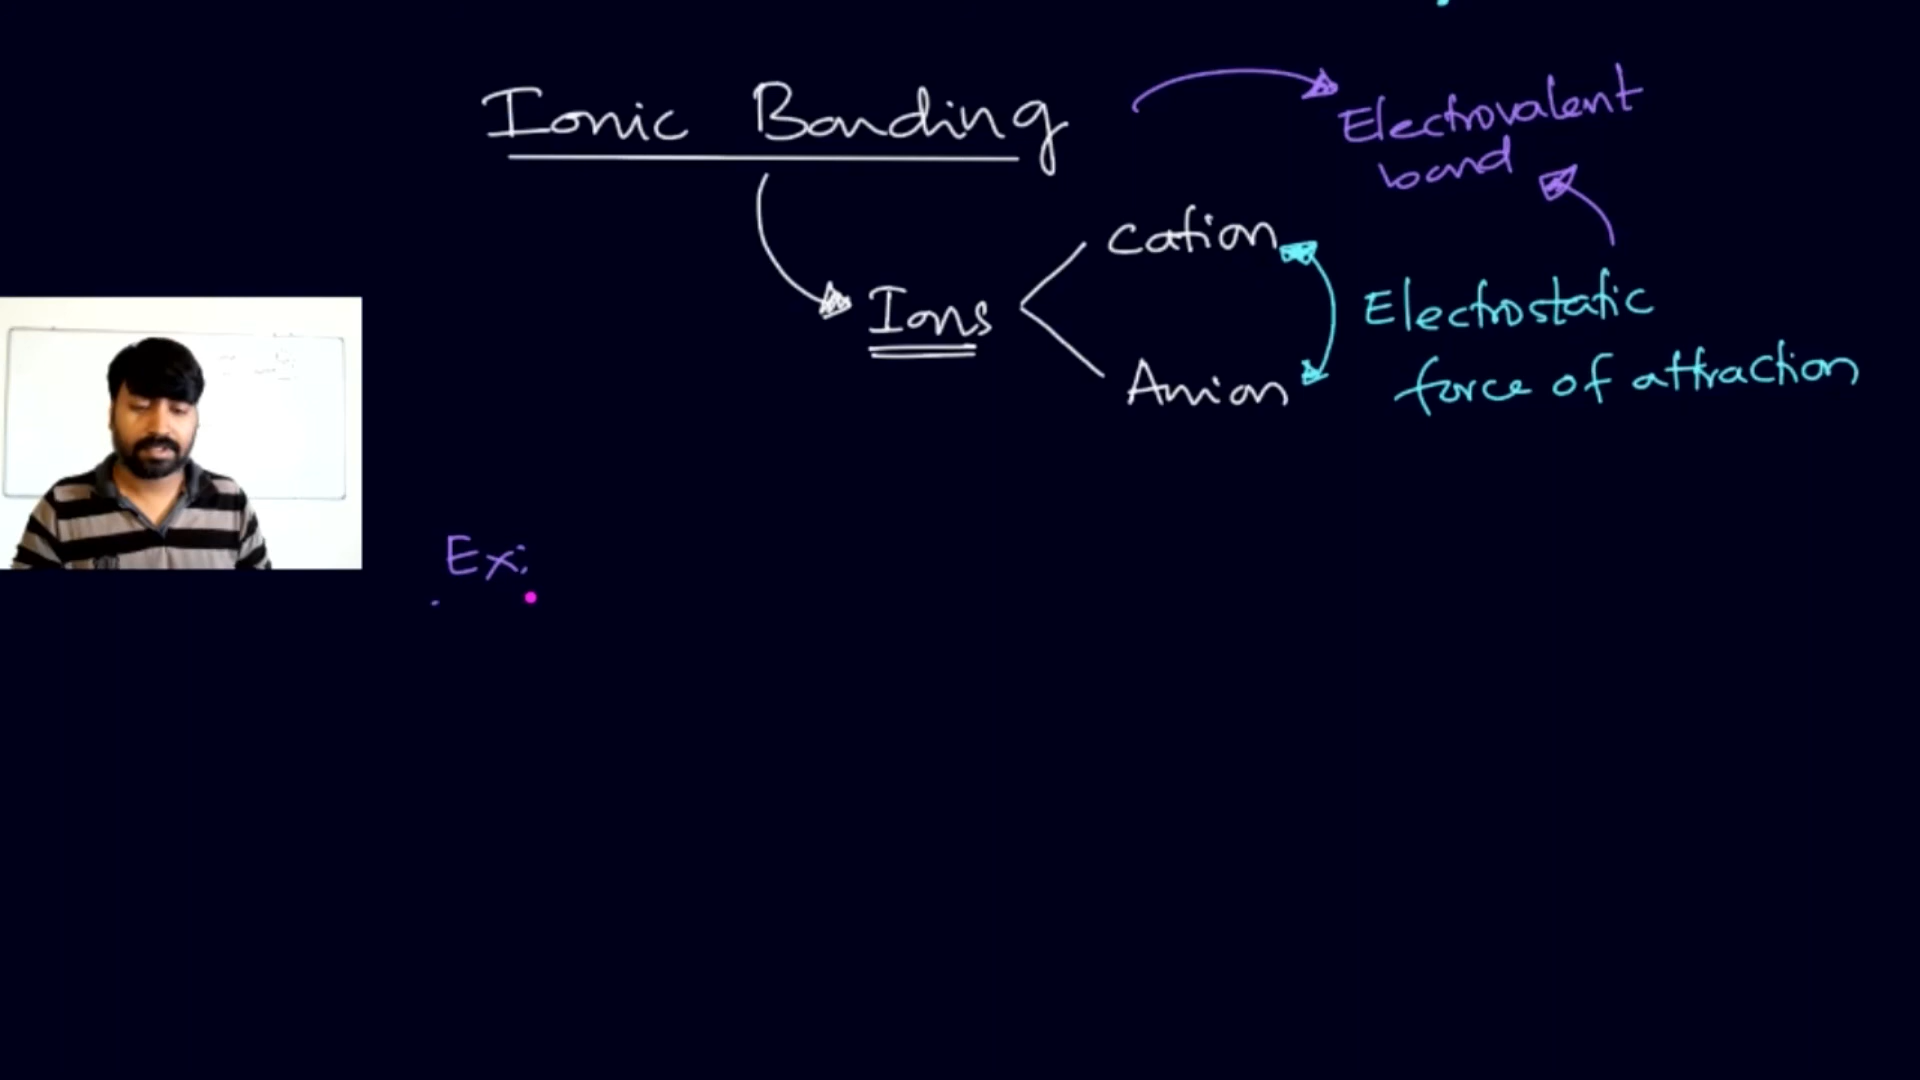 Ionic Bonding
Electrovalent
bond
Cation
Ions
Electrostatic
force of attraction
Anion
Ex: